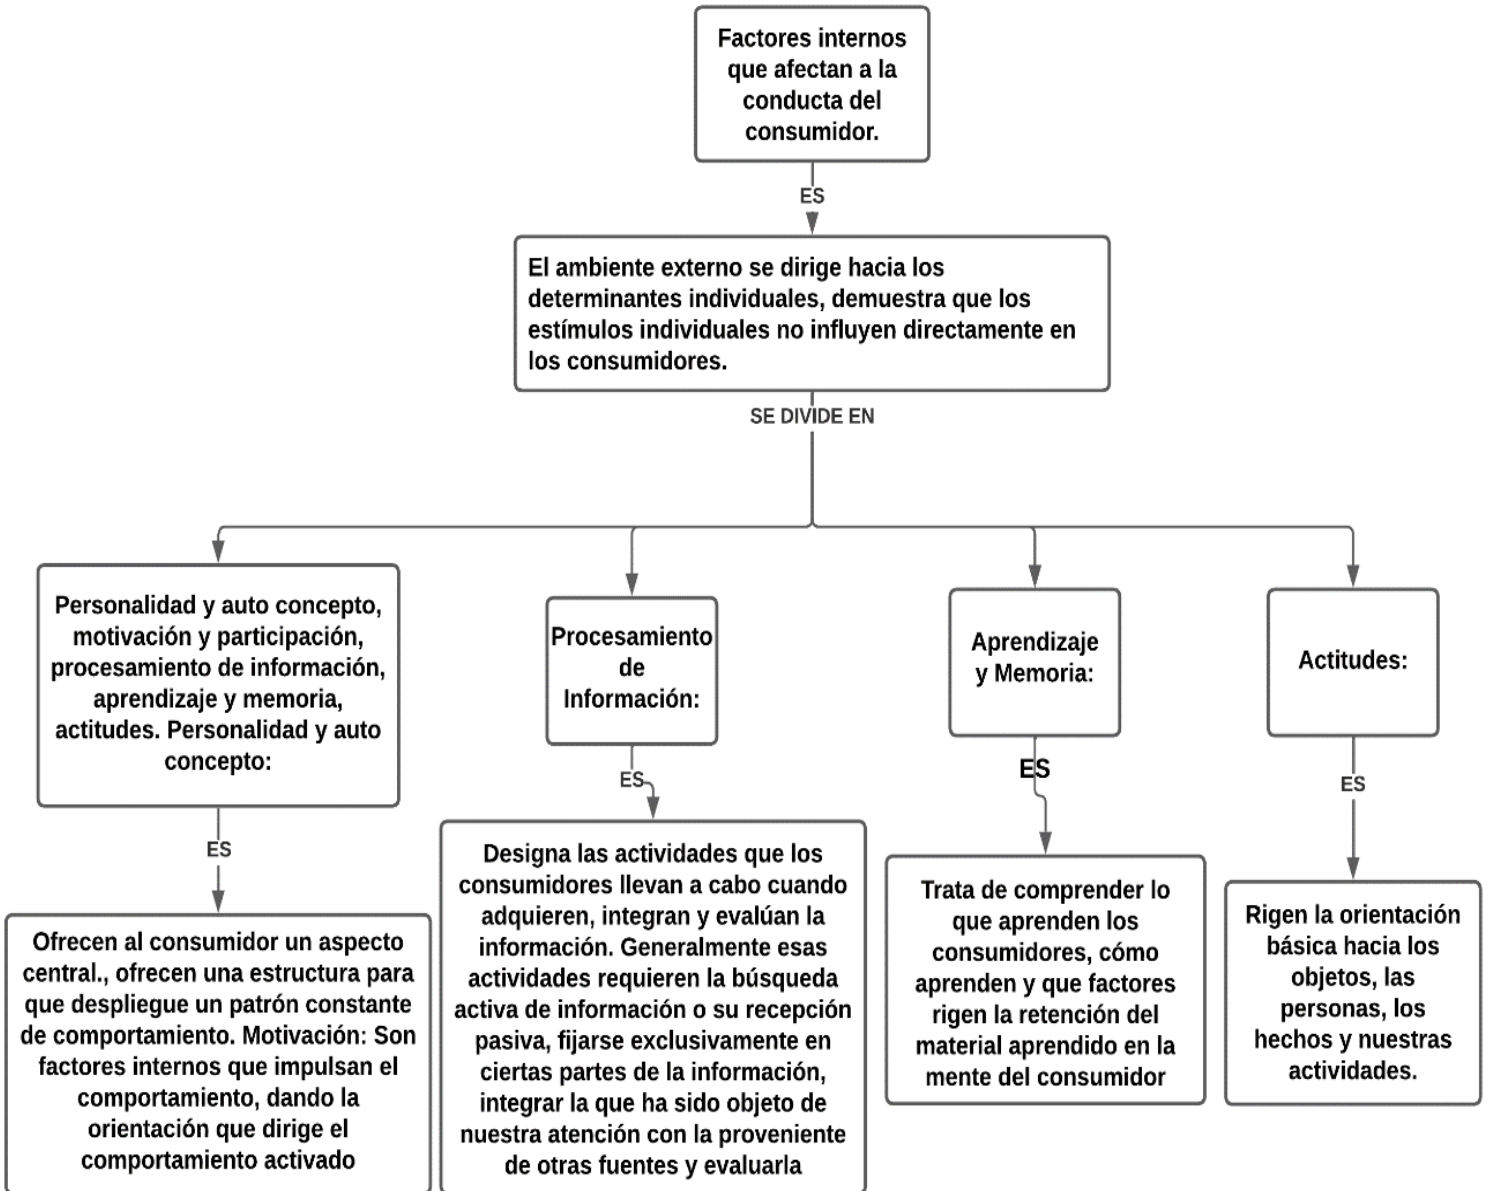 Factores internos
que afectan a la
conducta del
consumidor.
ES
El ambiente externo se dirige hacia los
determinantes individuales, demuestra que los
estímulos individuales no influyen directamente en
los consumidores.
SE DIVIDE EN
Personalidad y auto concepto,
motivación y participación,
procesamiento de información,
aprendizaje y memoria,
actitudes. Personalidad y auto
concepto:
ES
Ofrecen al consumidor un aspecto
central., ofrecen una estructura para
que despliegue un patrón constante
de comportamiento. Motivación: Son
factores internos que impulsan el
comportamiento, dando la
orientación que dirige el
comportamiento activado
Procesamiento
de
Información:
ES
Designa las actividades que los
consumidores llevan a cabo cuando
adquieren, integran y evalúan la
información. Generalmente esas
actividades requieren la búsqueda
activa de información o su recepción
pasiva, fijarse exclusivamente en
ciertas partes de la información,
integrar la que ha sido objeto de
nuestra atención con la proveniente
de otras fuentes y evaluarla
Aprendizaje
y Memoria:
ES
Trata de comprender lo
que aprenden los
consumidores, cómo
aprenden y que factores
rigen la retención del
material aprendido en la
mente del consumidor
Actitudes:
ES
Rigen la orientación
básica hacia los
objetos, las
personas, los
hechos y nuestras
actividades.